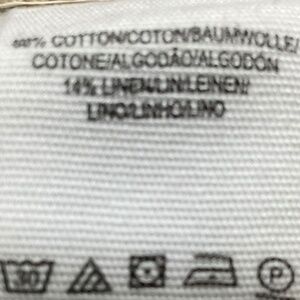 COTTON/COTON/BAUMWOLLE/
COTONE/ALGODÃO/ALGODÓN
14% LINEN/LIN/LEINEN/
LINO/LINHO/LINO
30 P